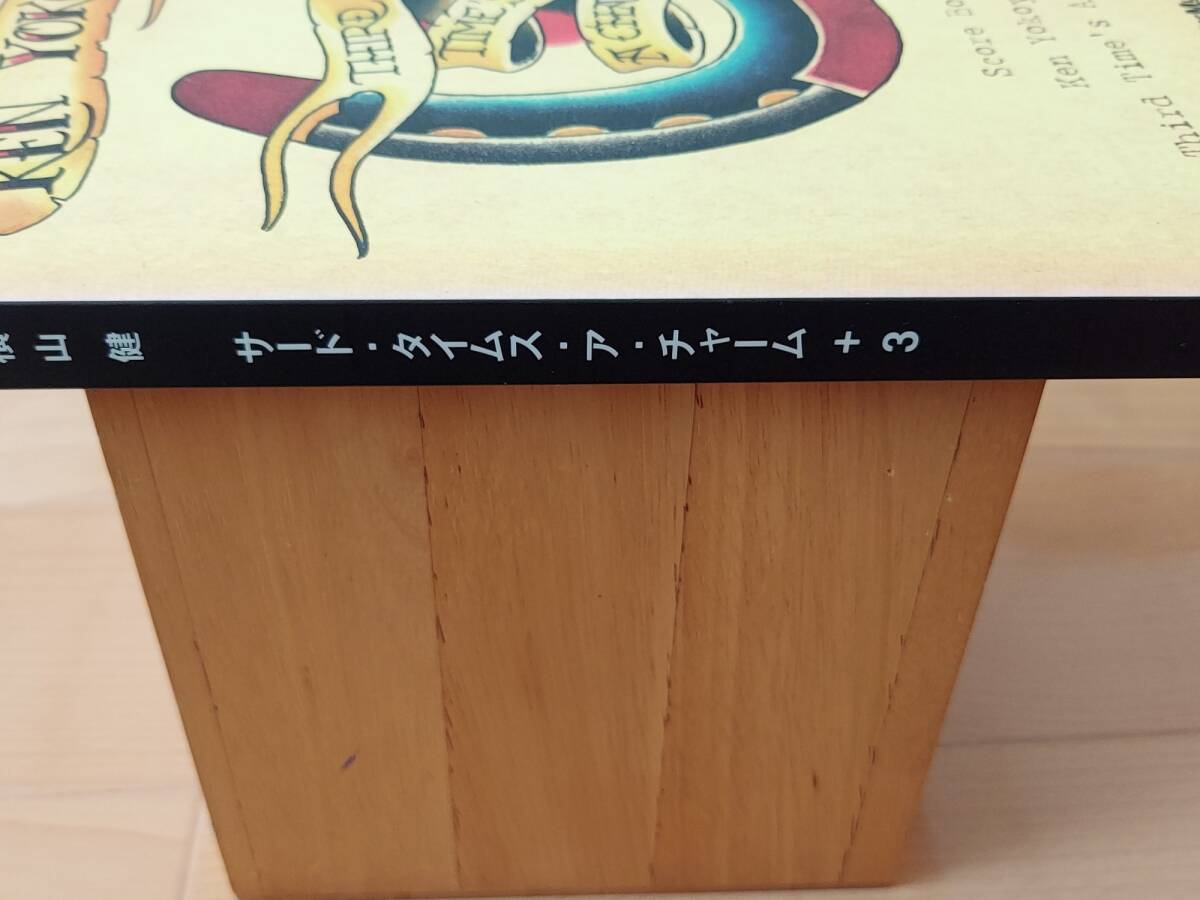 KEN YOK
THIRD
TIME'S
A CHA
Score Bo
Ken Yoko
Third Time's A
山 健 サード・タイムス・ア・チャーム + 3